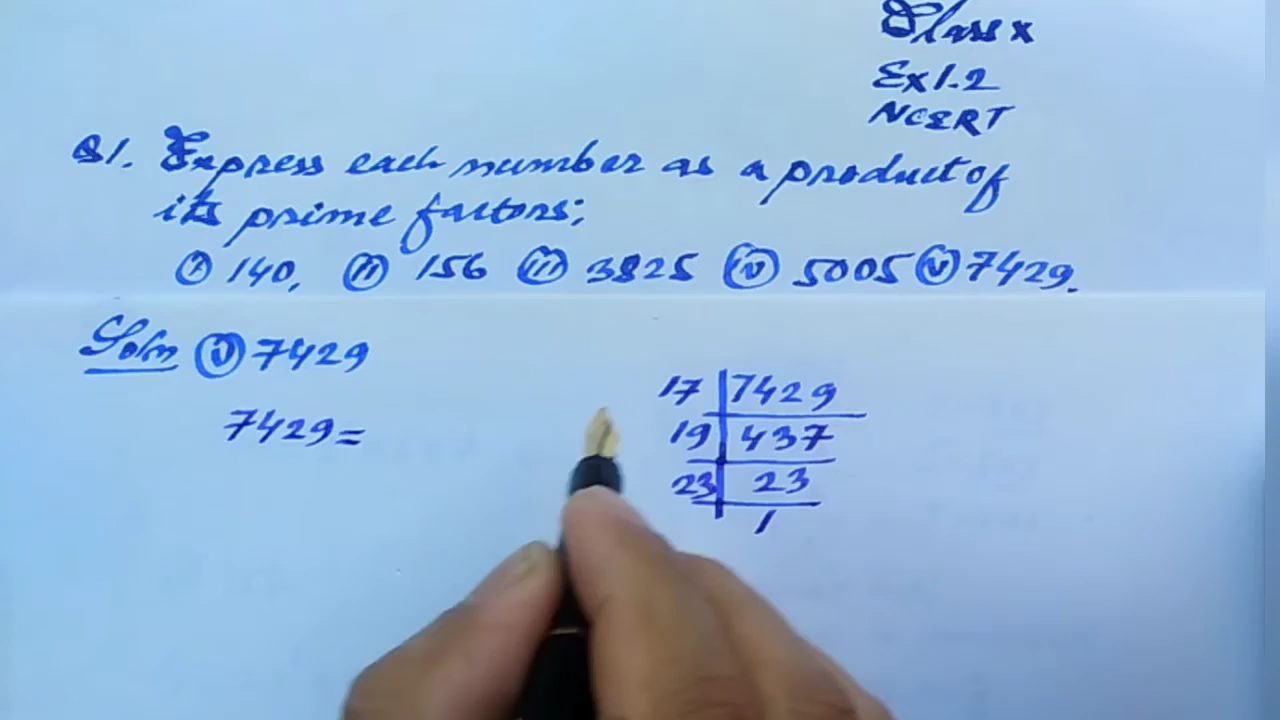 Class x
Ex 1.2
NCERT
Q1. Express each number as a product of
its prime factors;
(i) 140, (ii) 156 (iii) 3825 (iv) 5005 (v) 7429.
Soln (v) 7429
7429 =
17 | 7429
19 | 437
23 | 23
1